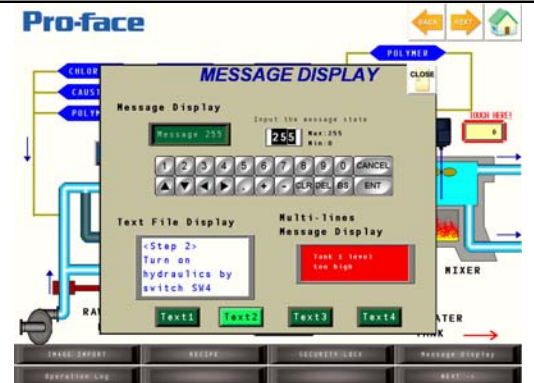 Pro-face
BACK
NEXT
POLYMER
CHLOR
CAUST
POLYM
MESSAGE DISPLAY
CLOSE
Message Display
Input the message state
Message 255
255
Max:255
Min:0
TOUCH HERE!
0
1 2 3 4 5 6 7 8 9 0 CANCEL
. + - CLR DEL BS ENT
Text File Display
Multi-lines
Message Display
<Step 2>
Turn on
hydraulics by
switch SW4
Tank 1 level
too high
MIXER
RA
Text1 Text2 Text3 Text4
ATER
TANK
IMAGE IMPORT
RECIPE
SECURITY LOCK
Message Display
Operation Log
NEXT->